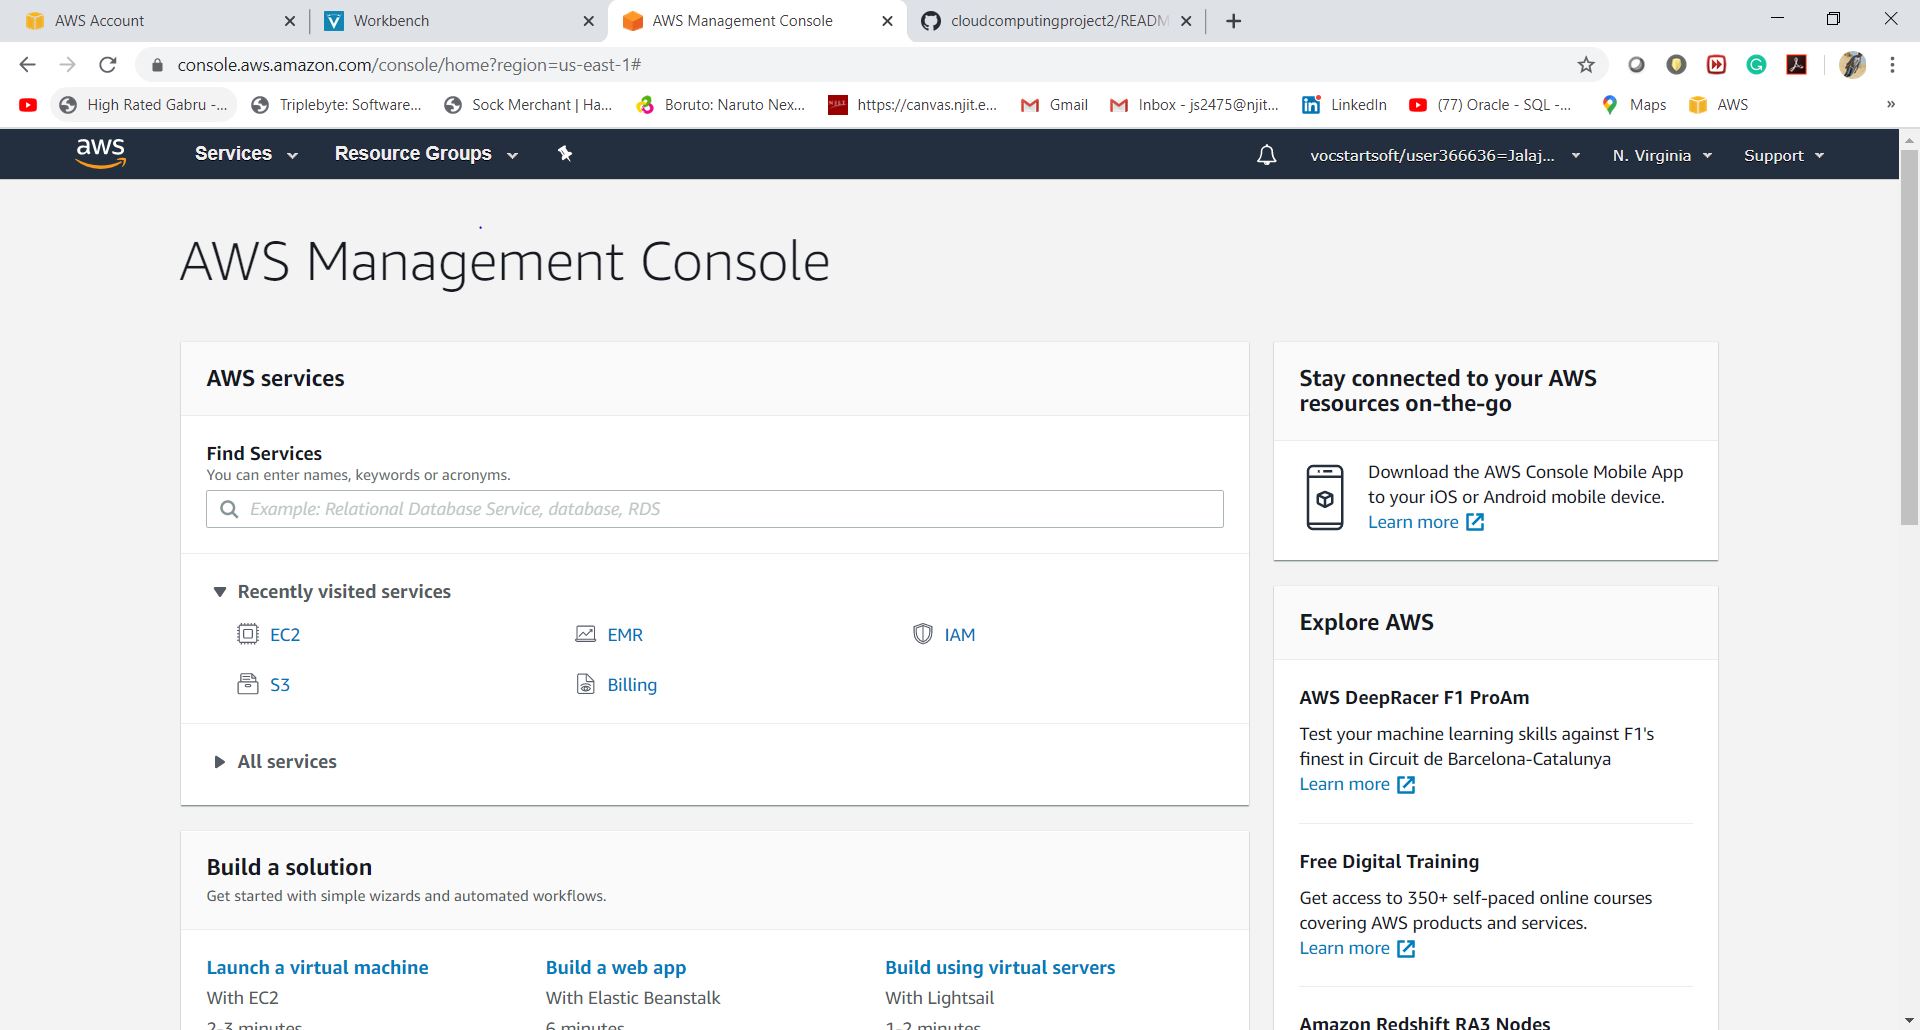 AWS Account
Workbench
AWS Management Console
cloudcomputingproject2/READM
console.aws.amazon.com/console/home?region=us-east-1#
High Rated Gabru -...
Triplebyte: Software...
Sock Merchant | Ha...
Boruto: Naruto Nex...
https://canvas.njit.e...
Gmail
Inbox - js2475@njit...
LinkedIn
(77) Oracle - SQL -...
Maps
AWS
»
aws
Services
Resource Groups
vocstartsoft/user366636=Jalaj...
N. Virginia
Support
AWS Management Console
AWS services
Find Services
You can enter names, keywords or acronyms.
Example: Relational Database Service, database, RDS
Recently visited services
EC2
EMR
IAM
S3
Billing
All services
Build a solution
Get started with simple wizards and automated workflows.
Launch a virtual machine
With EC2
2-3 minutes
Build a web app
With Elastic Beanstalk
6 minutes
Build using virtual servers
With Lightsail
1-2 minutes
Stay connected to your AWS
resources on-the-go
Download the AWS Console Mobile App
to your iOS or Android mobile device.
Learn more
Explore AWS
AWS DeepRacer F1 ProAm
Test your machine learning skills against F1's
finest in Circuit de Barcelona-Catalunya
Learn more
Free Digital Training
Get access to 350+ self-paced online courses
covering AWS products and services.
Learn more
Amazon Redshift RA3 Nodes